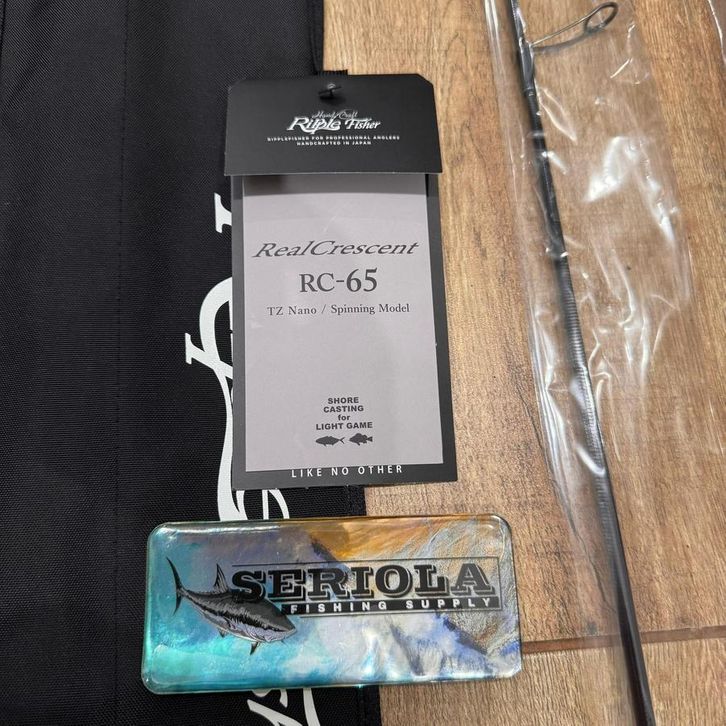 Hand Craft
Ripple Fisher
RIPPLEFISHER FOR PROFESSIONAL ANGLERS
HANDCRAFTED IN JAPAN
RealCrescent
RC-65
TZ Nano / Spinning Model
SHORE
CASTING
for
LIGHT GAME
LIKE NO OTHER
SERIOLA
FISHING SUPPLY